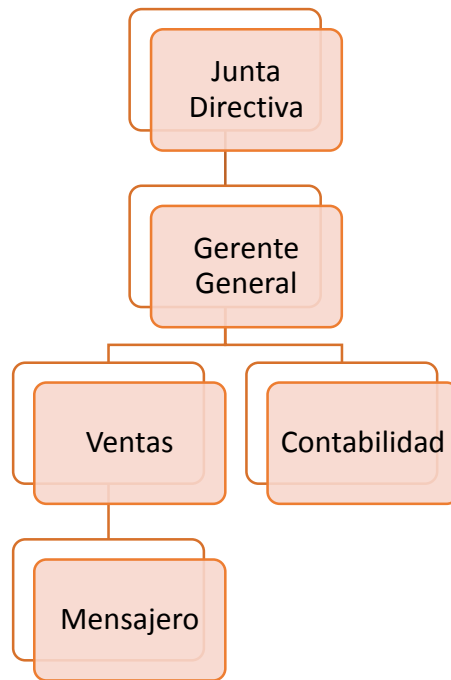 Junta
Directiva
Gerente
General
Ventas
Contabilidad
Mensajero